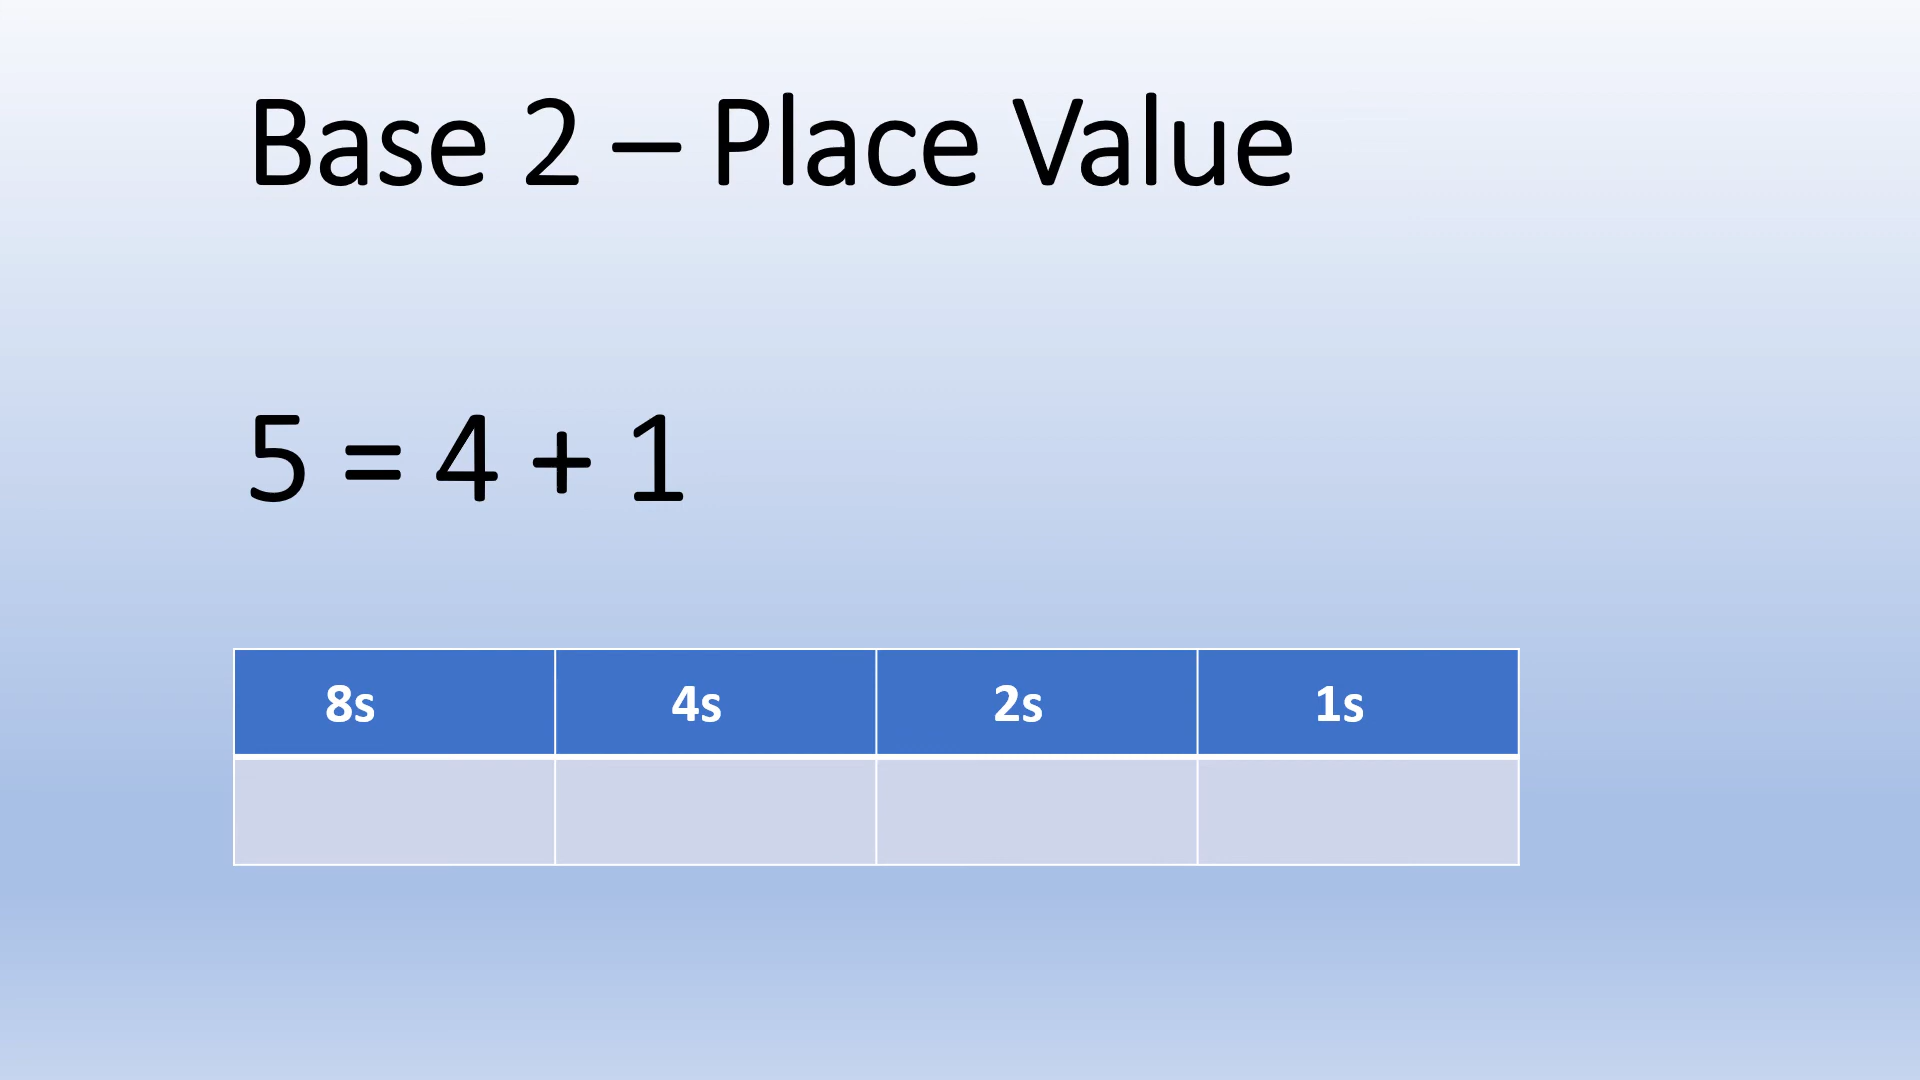 Base 2 – Place Value
5 = 4 + 1
8s 4s 2s 1s